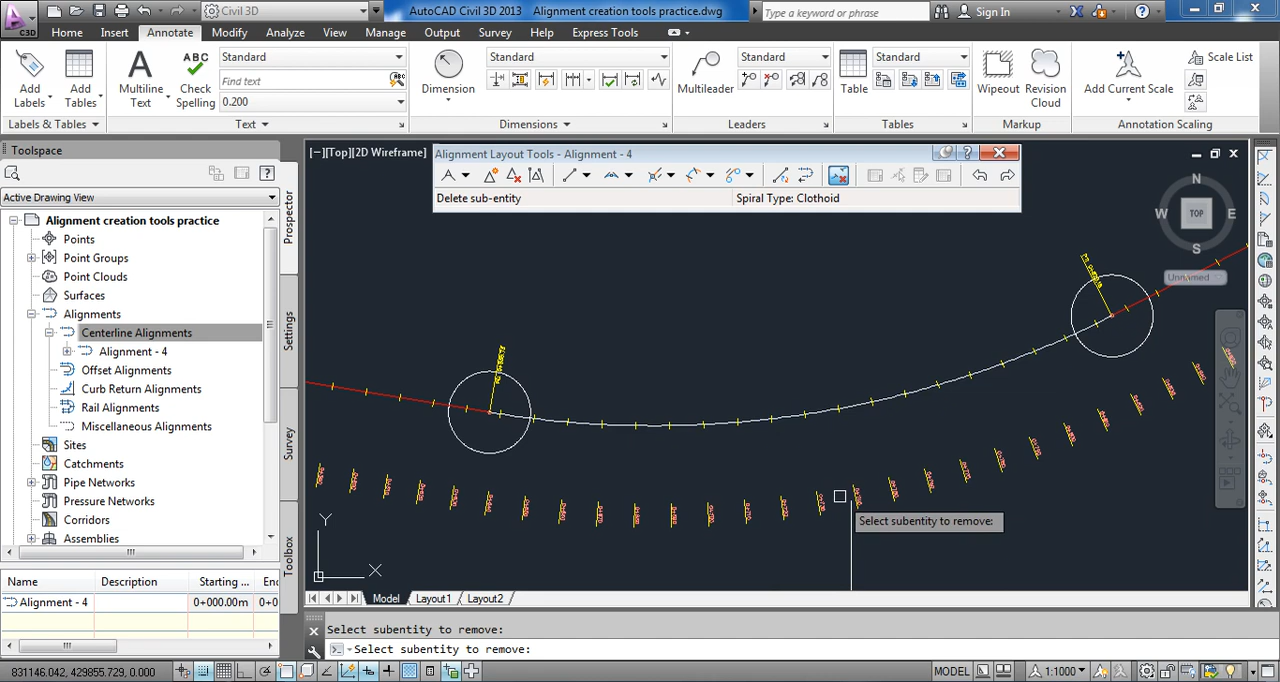 Civil 3D
AutoCAD Civil 3D 2013 Alignment creation tools practice.dwg
Type a keyword or phrase
Sign In
C3D
Home Insert Annotate Modify Analyze View Manage Output Survey Help Express Tools
Add Labels
Add Tables
Multiline Text
ABC
Check Spelling
Standard
Find text
0.200
Dimension
Standard
Multileader
Standard
Table
Standard
Wipeout
Revision Cloud
Add Current Scale
Scale List
Labels & Tables
Text
Dimensions
Leaders
Tables
Markup
Annotation Scaling
Toolspace
Active Drawing View
Alignment creation tools practice
Points
Point Groups
Point Clouds
Surfaces
Alignments
Centerline Alignments
Alignment - 4
Offset Alignments
Curb Return Alignments
Rail Alignments
Miscellaneous Alignments
Sites
Catchments
Pipe Networks
Pressure Networks
Corridors
Assemblies
Prospector
Settings
Survey
Toolbox
Name Description Starting ... Enc
Alignment - 4 0+000.00m 0+0
[−][Top][2D Wireframe]
Alignment Layout Tools - Alignment - 4
Delete sub-entity
Spiral Type: Clothoid
N
W TOP E
S
Unnamed
Select subentity to remove:
Y
X
Model Layout1 Layout2
Select subentity to remove:
Select subentity to remove:
831146.042, 429855.729, 0.000
MODEL
1:1000